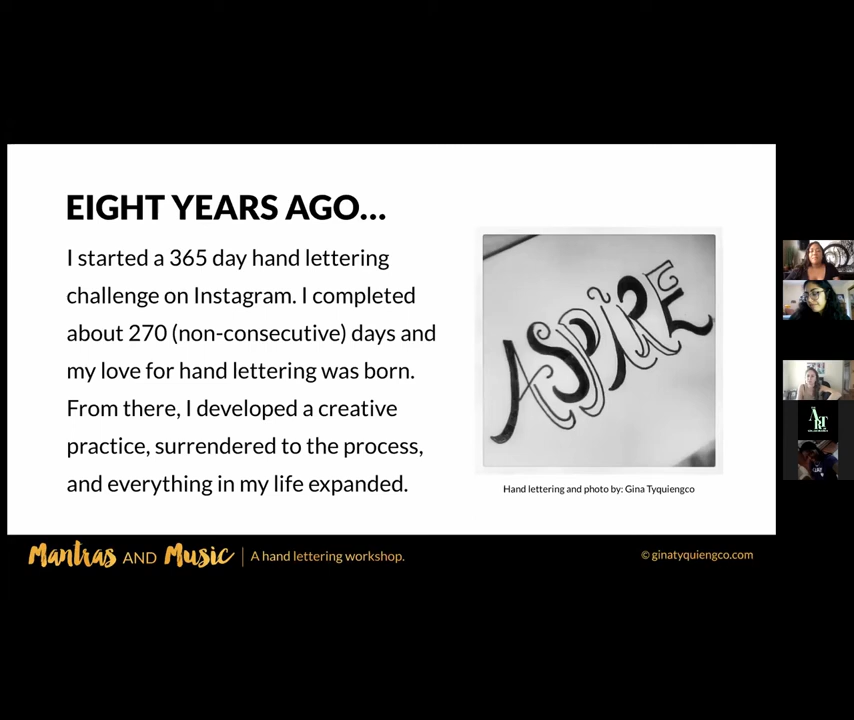 EIGHT YEARS AGO...
I started a 365 day hand lettering
challenge on Instagram. I completed
about 270 (non-consecutive) days and
my love for hand lettering was born.
From there, I developed a creative
practice, surrendered to the process,
and everything in my life expanded.
ASPIRE
Hand lettering and photo by: Gina Tyquiengco
Mantras AND Music | A hand lettering workshop.
© ginatyquiengco.com
ART